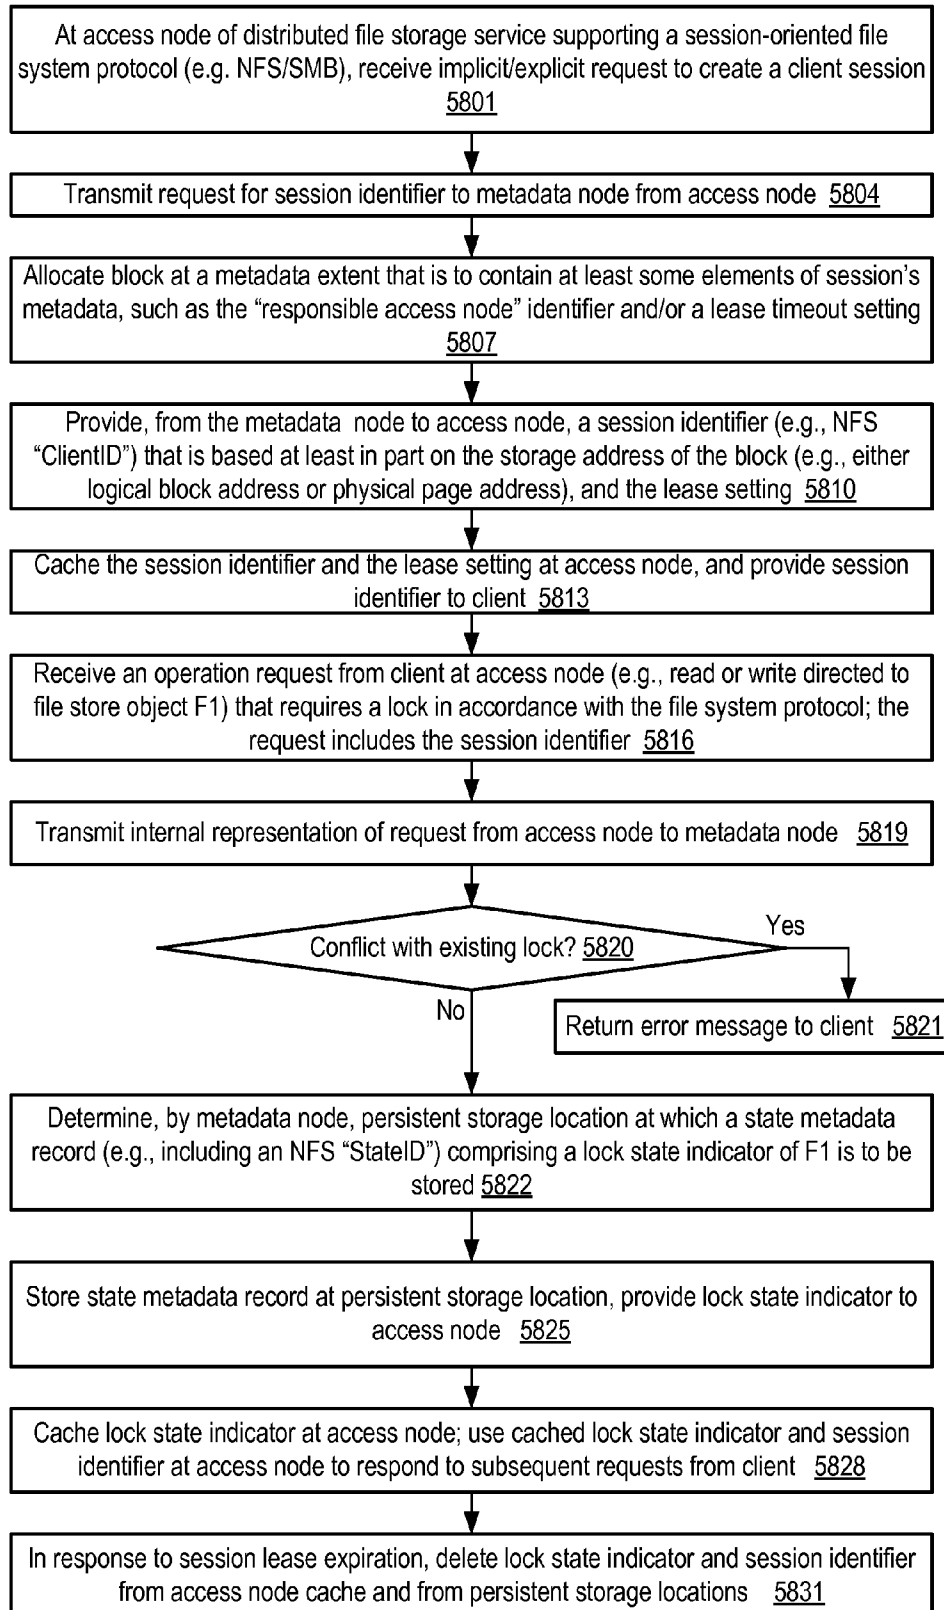 At access node of distributed file storage service supporting a session-oriented file
system protocol (e.g. NFS/SMB), receive implicit/explicit request to create a client session
5801
Transmit request for session identifier to metadata node from access node 5804
Allocate block at a metadata extent that is to contain at least some elements of session's
metadata, such as the “responsible access node” identifier and/or a lease timeout setting
5807
Provide, from the metadata node to access node, a session identifier (e.g., NFS
“ClientID”) that is based at least in part on the storage address of the block (e.g., either
logical block address or physical page address), and the lease setting 5810
Cache the session identifier and the lease setting at access node, and provide session
identifier to client 5813
Receive an operation request from client at access node (e.g., read or write directed to
file store object F1) that requires a lock in accordance with the file system protocol; the
request includes the session identifier 5816
Transmit internal representation of request from access node to metadata node 5819
Conflict with existing lock? 5820
Yes
No
Return error message to client 5821
Determine, by metadata node, persistent storage location at which a state metadata
record (e.g., including an NFS “StateID”) comprising a lock state indicator of F1 is to be
stored 5822
Store state metadata record at persistent storage location, provide lock state indicator to
access node 5825
Cache lock state indicator at access node; use cached lock state indicator and session
identifier at access node to respond to subsequent requests from client 5828
In response to session lease expiration, delete lock state indicator and session identifier
from access node cache and from persistent storage locations 5831